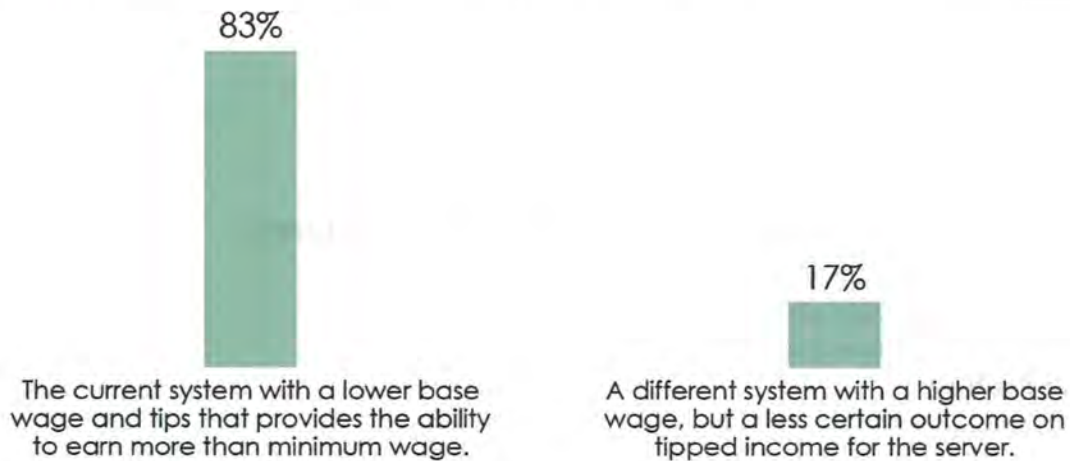 83%
17%
The current system with a lower base
wage and tips that provides the ability
to earn more than minimum wage.
A different system with a higher base
wage, but a less certain outcome on
tipped income for the server.